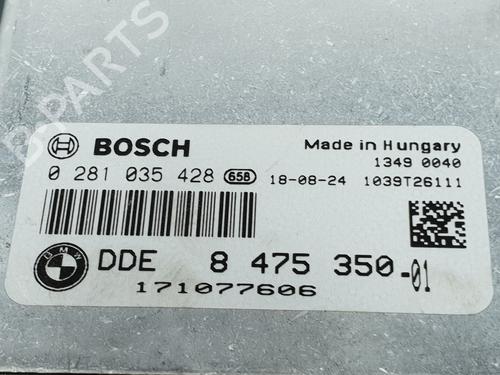 B-PARTS
BOSCH
Made in Hungary
1349 0040
0 281 035 428 658 18-08-24 1039T26111
BMW DDE 8 475 350-01
171077606